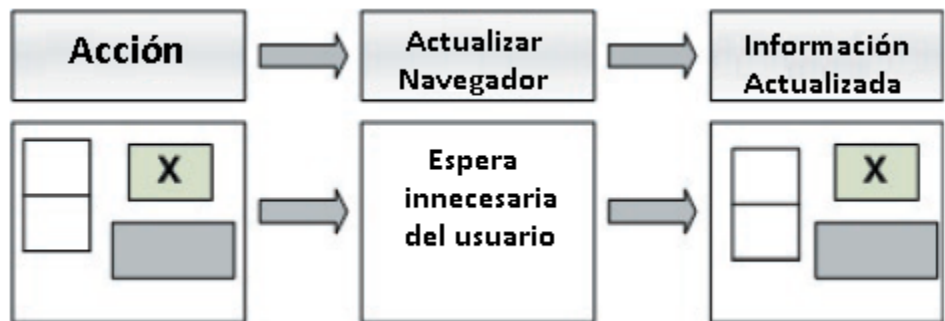 Acción
Actualizar
Navegador
Información
Actualizada
X
Espera
innecesaria
del usuario
X